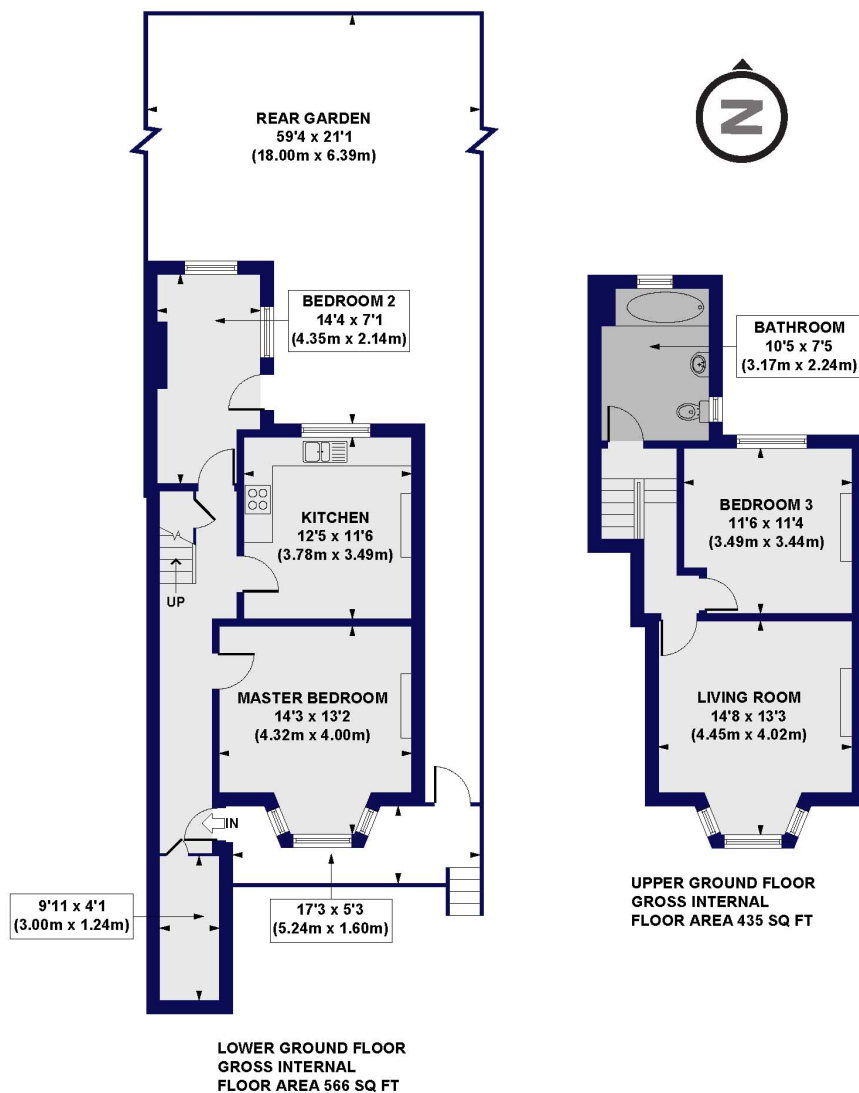 REAR GARDEN
59'4 x 21'1
(18.00m x 6.39m)
N
BEDROOM 2
14'4 x 7'1
(4.35m x 2.14m)
BATHROOM
10'5 x 7'5
(3.17m x 2.24m)
KITCHEN
12'5 x 11'6
(3.78m x 3.49m)
BEDROOM 3
11'6 x 11'4
(3.49m x 3.44m)
UP
MASTER BEDROOM
14'3 x 13'2
(4.32m x 4.00m)
LIVING ROOM
14'8 x 13'3
(4.45m x 4.02m)
IN
9'11 x 4'1
(3.00m x 1.24m)
17'3 x 5'3
(5.24m x 1.60m)
UPPER GROUND FLOOR
GROSS INTERNAL
FLOOR AREA 435 SQ FT
LOWER GROUND FLOOR
GROSS INTERNAL
FLOOR AREA 566 SQ FT